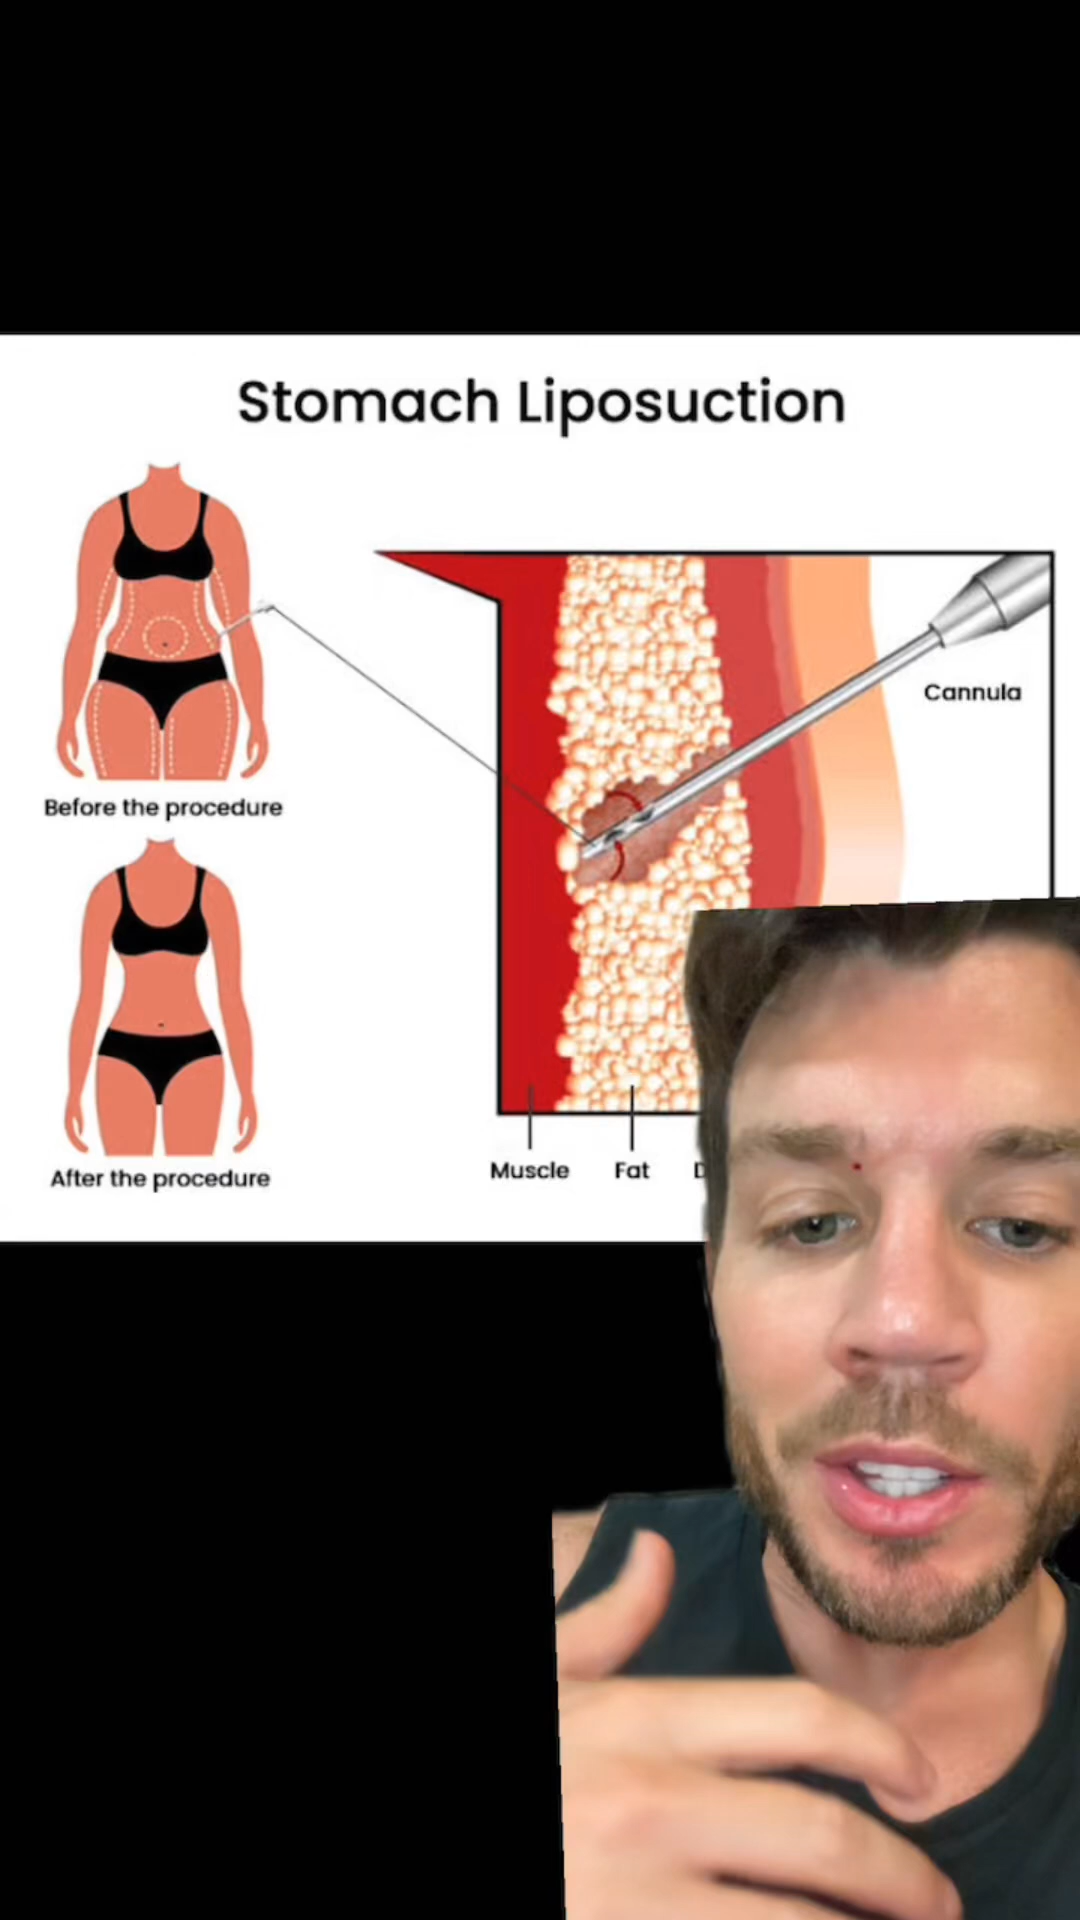 Stomach Liposuction
Cannula
Before the procedure
After the procedure
Muscle
Fat